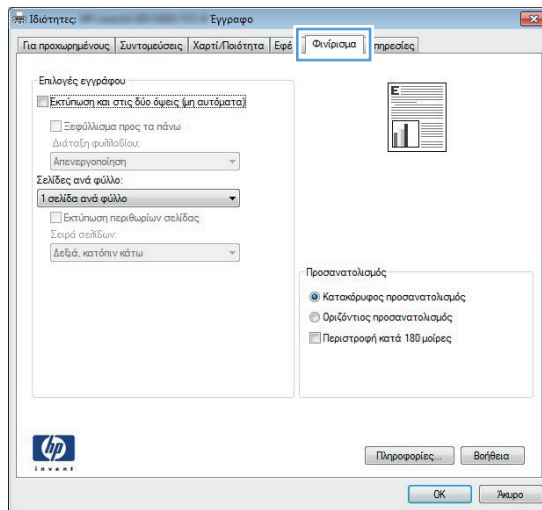 Ιδιότητες: Έγγραφο
Για προχωρημένους Συντομεύσεις Χαρτί/Ποιότητα Εφέ Φινίρισμα πηρεσίες
Επιλογές εγγράφου
Εκτύπωση και στις δύο όψεις (μη αυτόματα)
Ξεφύλλισμα προς τα πάνω
Διάταξη φυλλαδίου:
Απενεργοποίηση
Σελίδες ανά φύλλο:
1 σελίδα ανά φύλλο
Εκτύπωση περιθωρίων σελίδας
Σειρά σελίδων:
Δεξιά, κατόπιν κάτω
E
Προσανατολισμός
Κατακόρυφος προσανατολισμός
Οριζόντιος προσανατολισμός
Περιστροφή κατά 180 μοίρες
hp
invent
Πληροφορίες... Βοήθεια
OK Άκυρο